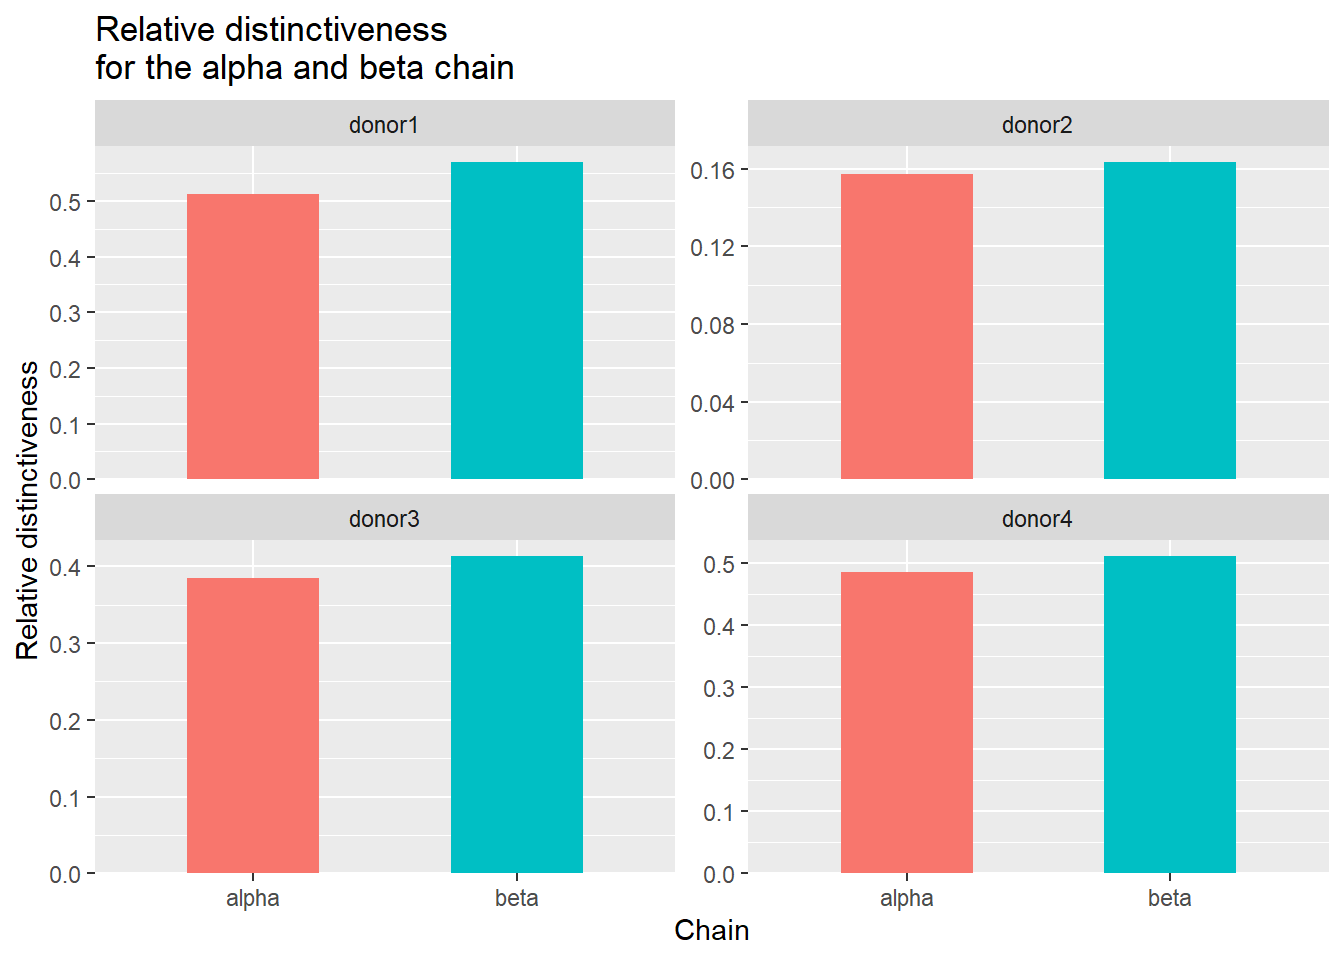 Relative distinctiveness
for the alpha and beta chain
donor1
donor2
0.5
0.4
0.3
0.2
0.1
0.0
0.16
0.12
0.08
0.04
0.00
donor3
donor4
0.4
0.3
0.2
0.1
0.0
0.5
0.4
0.3
0.2
0.1
0.0
Relative distinctiveness
alpha
beta
alpha
beta
Chain